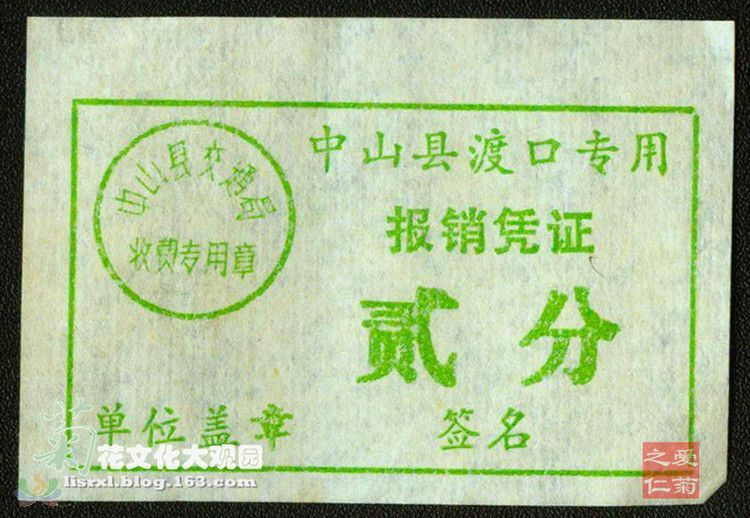 中山县交通局
收费专用章
中山县渡口专用
报销凭证
贰分
单位盖章 签名
菊花文化大观园
lisrxl.blog.163.com
爱菊之仁